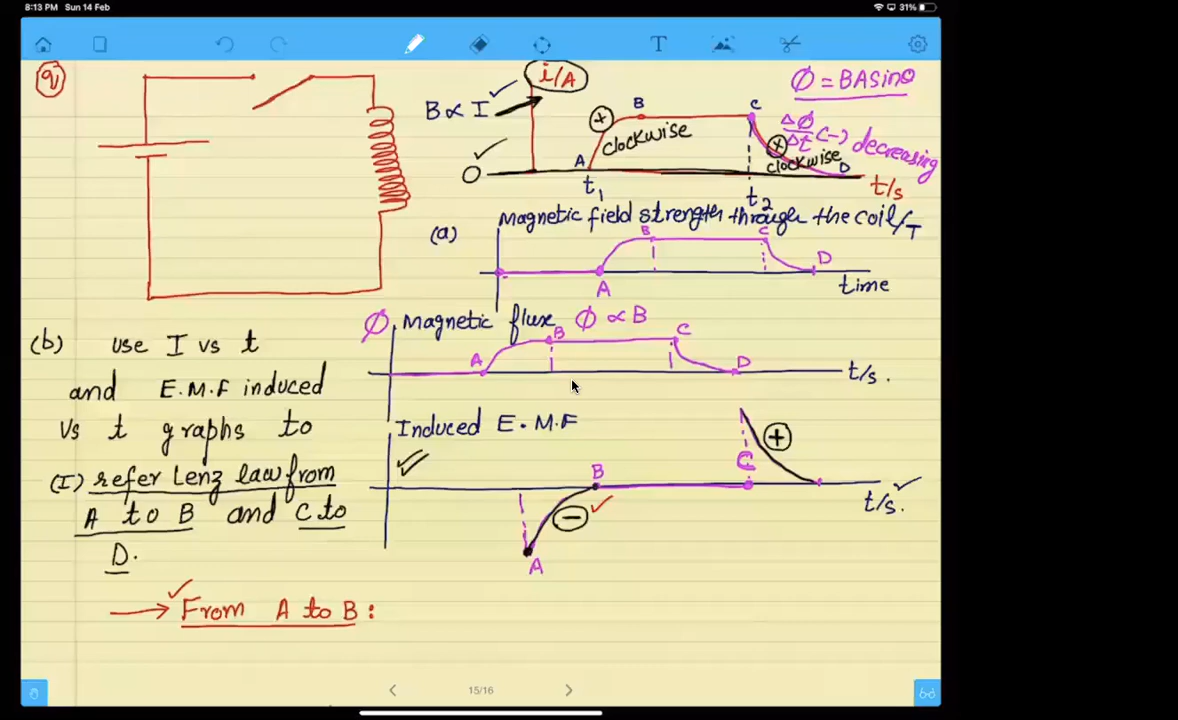 8:13 PM Sun 14 Feb
31%
T
q
i/A
B ∝ I
O
A
B
C
D
+
clockwise
+
clockwise
t₁
t₂
t/s
Ø = BAsinθ
ΔØ/Δt (-) decreasing
(a)
Magnetic field strength through the coil/T
A
B
C
D
time
Ø Magnetic flux Ø ∝ B
A
B
C
D
t/s.
Induced E.M.F
A
B
C
−
+
t/s.
(b) use I vs t
and E.M.F induced
Vs t graphs to
(I) refer Lenz law from
A to B and C to
D.
→ From A to B:
15/16